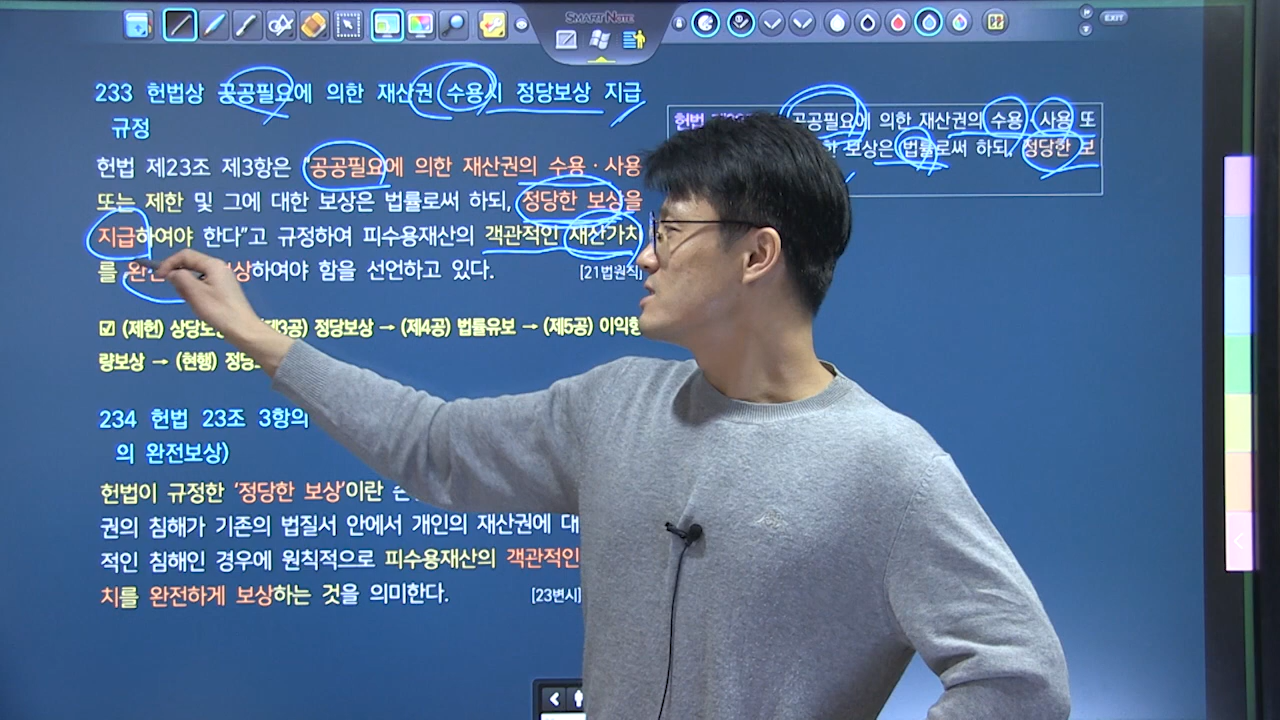 SMART NOTE
EXIT
233 헌법상 공공필요에 의한 재산권 수용시 정당보상 지급
규정
헌법 제23조 제3항은 "공공필요에 의한 재산권의 수용·사용
또는 제한 및 그에 대한 보상은 법률로써 하되, 정당한 보상을
지급하여야 한다"고 규정하여 피수용재산의 객관적인 재산가치
를 보상하여야 함을 선언하고 있다. [21법원직]
☑ (제헌) 상당보 정당보상 → (제4공) 법률유보 → (제5공) 이익형
량보상 → (현행)
234 헌법 23조 3항의
의 완전보상)
헌법이 규정한 '정당한 보상'이란
권의 침해가 기존의 법질서 안에서 개인의 재산권에 대
적인 침해인 경우에 원칙적으로 피수용재산의 객관적인
치를 완전하게 보상하는 것을 의미한다. [23변시]
헌법 공공필요에 의한 재산권의 수용·사용 또
보상은 법률로써 하되, 정당한 보